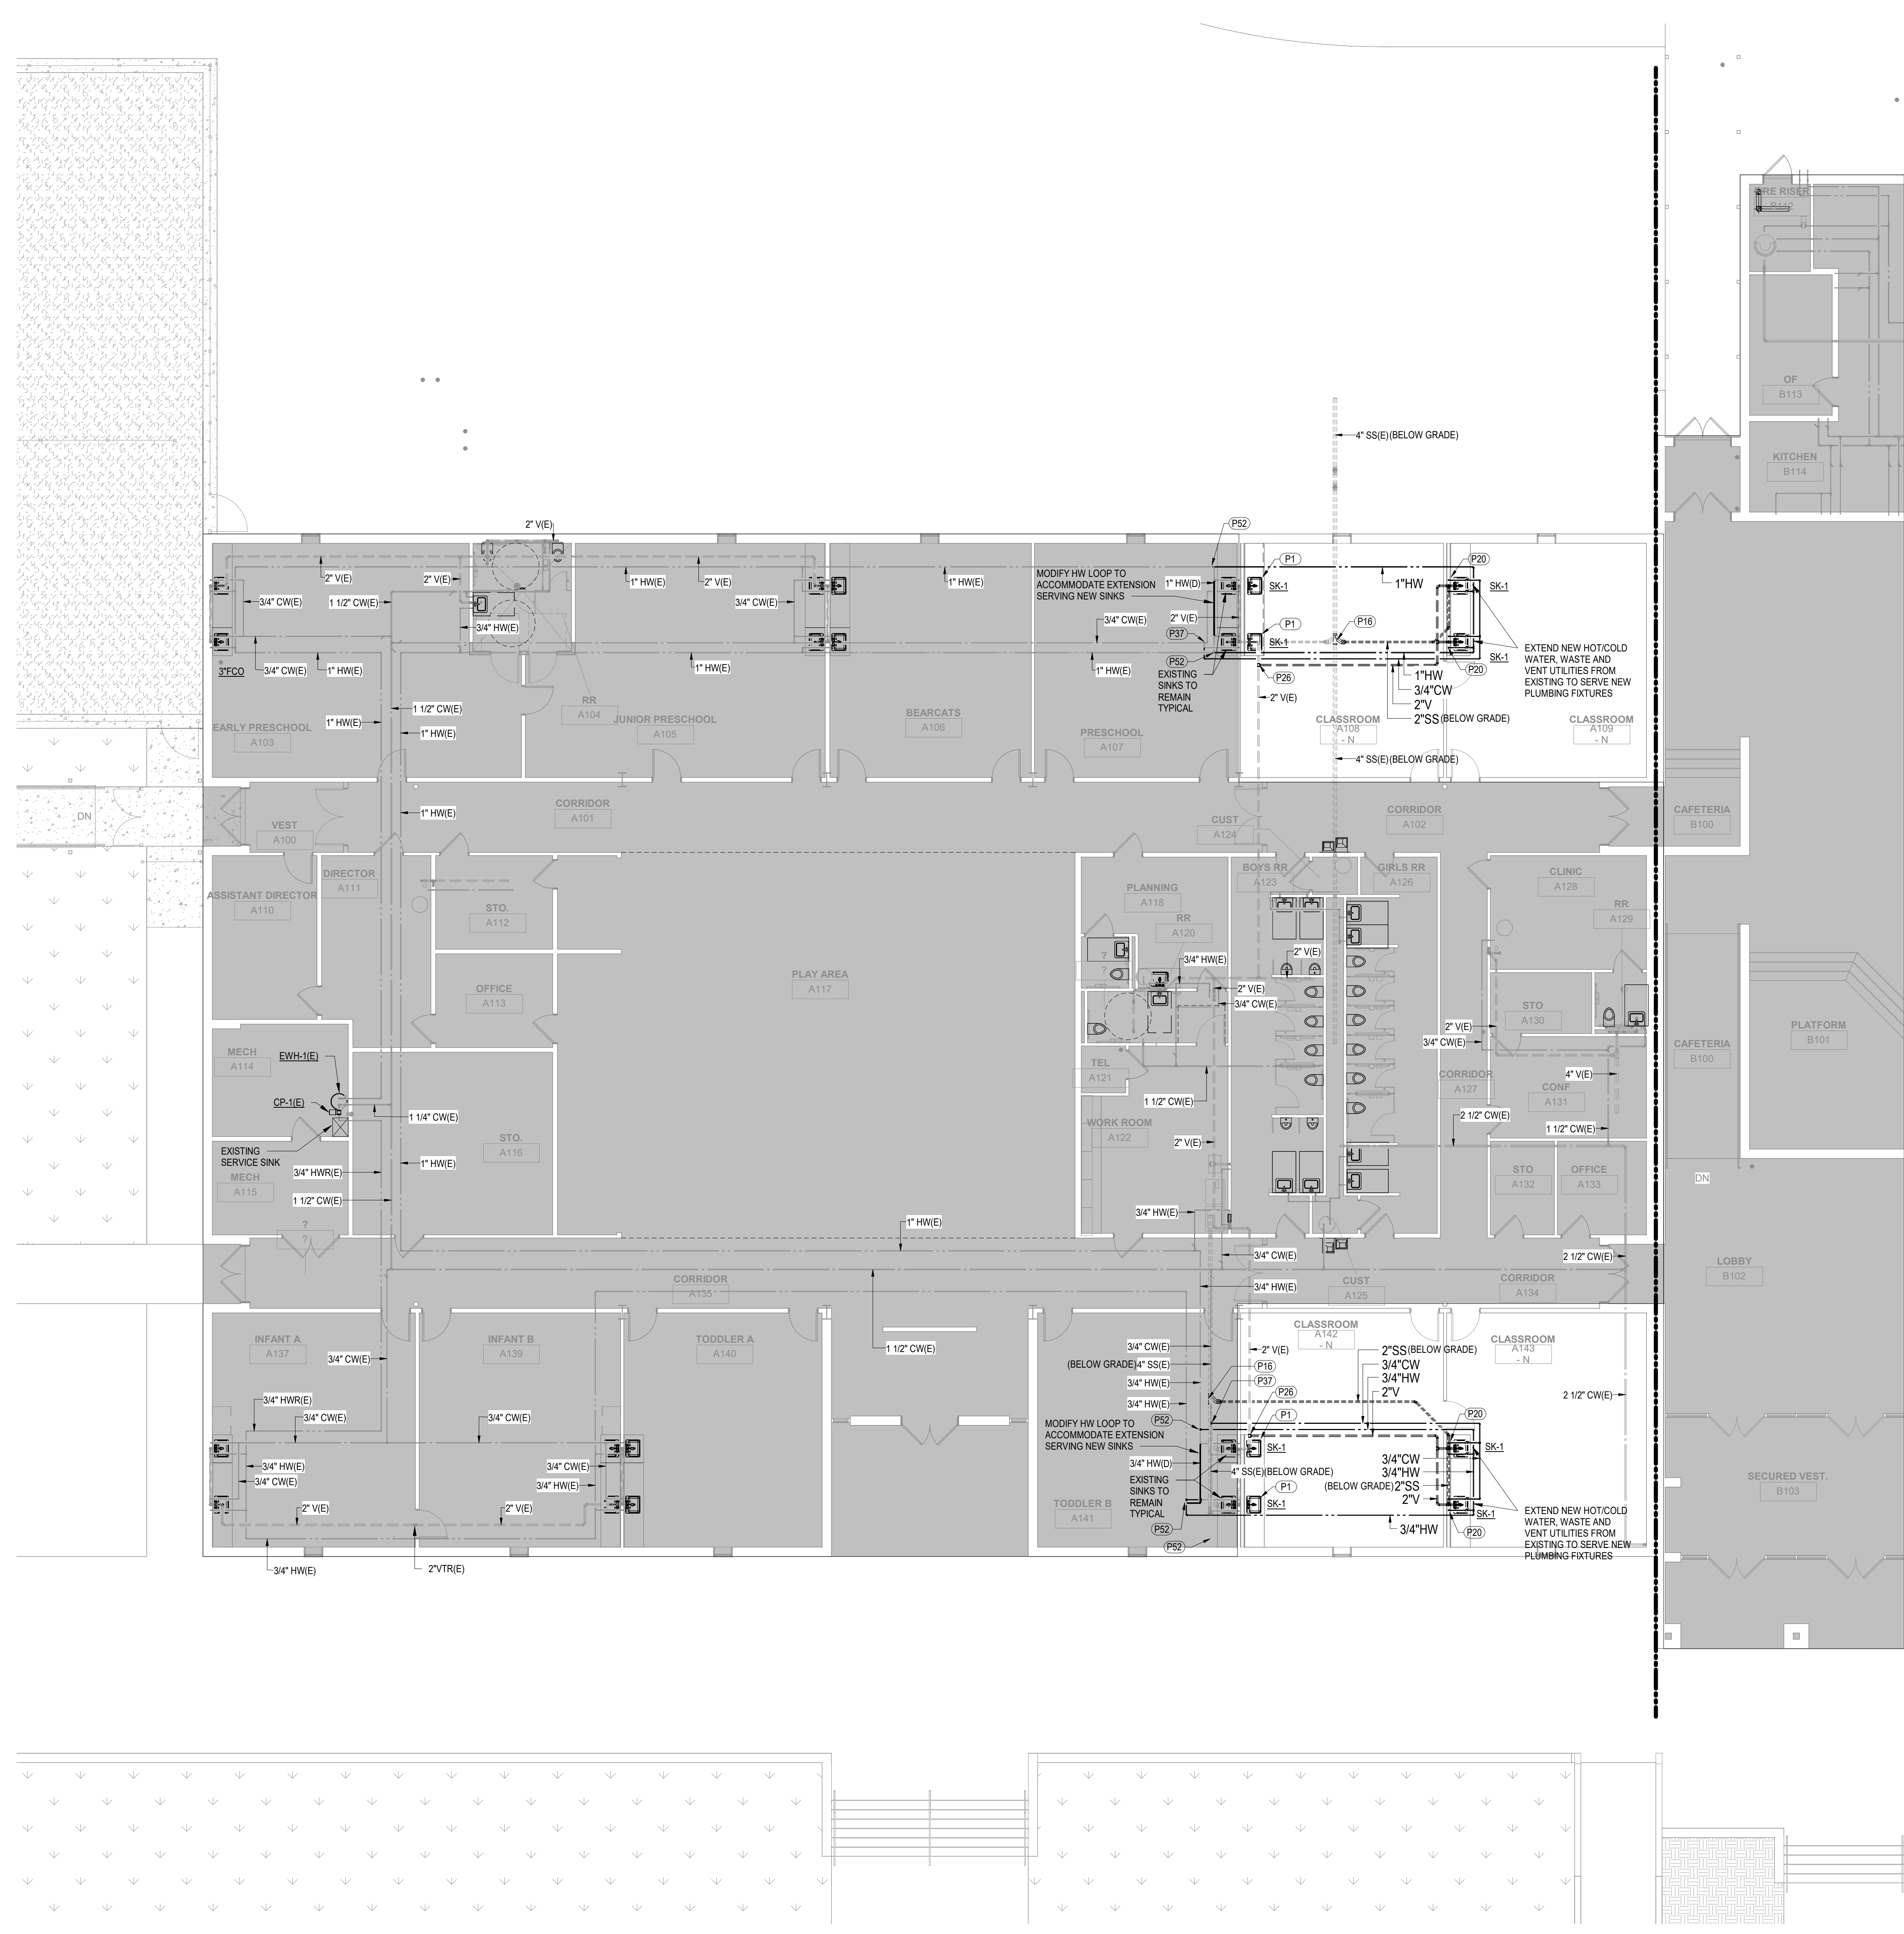 FIRE RISER
B112
OF
B113
KITCHEN
B114
4" SS(E)(BELOW GRADE)
2" V(E)
P52
P1
P20
2" V(E)
2" V(E)
1" HW(E)
2" V(E)
1" HW(E)
MODIFY HW LOOP TO
ACCOMMODATE EXTENSION
SERVING NEW SINKS
1" HW(D)
SK-1
1"HW
SK-1
3/4" CW(E)
1 1/2" CW(E)
3/4" CW(E)
3/4" HW(E)
3/4" CW(E)
2" V(E)
P37
P1
SK-1
P16
3"FCO
3/4" CW(E)
1" HW(E)
1" HW(E)
1" HW(E)
P52
EXISTING
SINKS TO
REMAIN
TYPICAL
P26
2" V(E)
SK-1
P20
1"HW
3/4"CW
2"V
2"SS (BELOW GRADE)
EXTEND NEW HOT/COLD
WATER, WASTE AND
VENT UTILITIES FROM
EXISTING TO SERVE NEW
PLUMBING FIXTURES
EARLY PRESCHOOL
A103
1" HW(E)
1 1/2" CW(E)
1" HW(E)
RR
A104
JUNIOR PRESCHOOL
A105
BEARCATS
A106
PRESCHOOL
A107
CLASSROOM
A108
- N
CLASSROOM
A109
- N
4" SS(E)(BELOW GRADE)
DN
VEST
A100
1" HW(E)
CORRIDOR
A101
CUST
A124
CORRIDOR
A102
CAFETERIA
B100
ASSISTANT DIRECTOR
A110
DIRECTOR
A111
STO.
A112
PLANNING
A118
RR
A120
BOYS RR
A123
GIRLS RR
A126
CLINIC
A128
RR
A129
?
?
OFFICE
A113
PLAY AREA
A117
3/4" HW(E)
2" V(E)
2" V(E)
3/4" CW(E)
STO
A130
2" V(E)
3/4" CW(E)
CAFETERIA
B100
PLATFORM
B101
MECH
A114
EWH-1(E)
CP-1(E)
1 1/4" CW(E)
TEL
A121
1 1/2" CW(E)
CORRIDOR
A127
4" V(E)
CONF
A131
2 1/2" CW(E)
1 1/2" CW(E)
EXISTING
SERVICE SINK
STO.
A116
WORK ROOM
A122
2" V(E)
MECH
A115
3/4" HWR(E)
1" HW(E)
1 1/2" CW(E)
STO
A132
OFFICE
A133
DN
?
?
3/4" HW(E)
1" HW(E)
3/4" CW(E)
2 1/2" CW(E)
CORRIDOR
A135
3/4" HW(E)
CUST
A125
CORRIDOR
A134
LOBBY
B102
INFANT A
A137
INFANT B
A139
TODDLER A
A140
3/4" CW(E)
1 1/2" CW(E)
3/4" CW(E)
(BELOW GRADE) 4" SS(E)
3/4" HW(E)
3/4" HW(E)
2" V(E)
P16
P37
P26
CLASSROOM
A142
- N
2"SS (BELOW GRADE)
3/4"CW
3/4"HW
2"V
CLASSROOM
A143
- N
2 1/2" CW(E)
3/4" HWR(E)
3/4" CW(E)
3/4" CW(E)
MODIFY HW LOOP TO
ACCOMMODATE EXTENSION
SERVING NEW SINKS
P52
P1
SK-1
P20
SK-1
3/4" HW(E)
3/4" CW(E)
3/4" CW(E)
3/4" HW(E)
3/4" HW(D)
4" SS(E)(BELOW GRADE)
EXISTING
SINKS TO
REMAIN
TYPICAL
P1
SK-1
3/4"CW
3/4"HW
(BELOW GRADE) 2"SS
2"V
SECURED VEST.
B103
2" V(E)
2" V(E)
TODDLER B
A141
P52
P52
3/4"HW
SK-1
P20
EXTEND NEW HOT/COLD
WATER, WASTE AND
VENT UTILITIES FROM
EXISTING TO SERVE NEW
PLUMBING FIXTURES
3/4" HW(E)
2"VTR(E)